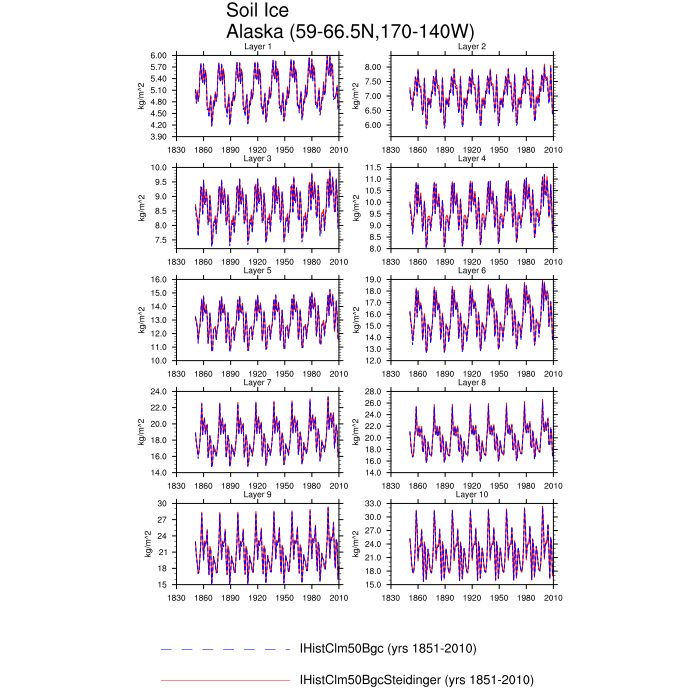 Soil Ice
Alaska (59-66.5N,170-140W)
Layer 1
Layer 2
6.00
5.70
5.40
5.10
4.80
4.50
4.20
3.90
kg/m^2
1830 1860 1890 1920 1950 1980 2010
8.00
7.50
7.00
6.50
6.00
kg/m^2
1830 1860 1890 1920 1950 1980 2010
Layer 3
Layer 4
10.0
9.5
9.0
8.5
8.0
7.5
kg/m^2
1830 1860 1890 1920 1950 1980 2010
11.5
11.0
10.5
10.0
9.5
9.0
8.5
8.0
kg/m^2
1830 1860 1890 1920 1950 1980 2010
Layer 5
Layer 6
16.0
15.0
14.0
13.0
12.0
11.0
10.0
kg/m^2
1830 1860 1890 1920 1950 1980 2010
19.0
18.0
17.0
16.0
15.0
14.0
13.0
12.0
kg/m^2
1830 1860 1890 1920 1950 1980 2010
Layer 7
Layer 8
24.0
22.0
20.0
18.0
16.0
14.0
kg/m^2
1830 1860 1890 1920 1950 1980 2010
28.0
26.0
24.0
22.0
20.0
18.0
16.0
14.0
kg/m^2
1830 1860 1890 1920 1950 1980 2010
Layer 9
Layer 10
30
27
24
21
18
15
kg/m^2
1830 1860 1890 1920 1950 1980 2010
33.0
30.0
27.0
24.0
21.0
18.0
15.0
kg/m^2
1830 1860 1890 1920 1950 1980 2010
IHistClm50Bgc (yrs 1851-2010)
IHistClm50BgcSteidinger (yrs 1851-2010)